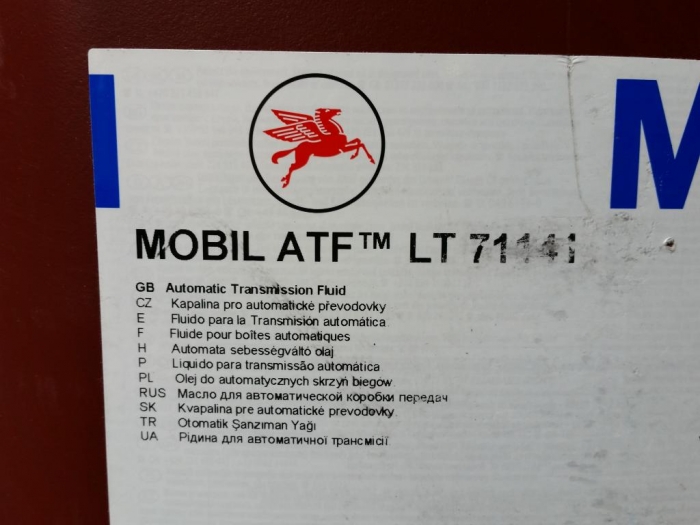 M
MOBIL ATF™ LT 71141
GB Automatic Transmission Fluid
CZ Kapalina pro automatické převodovky
E Fluido para la Transmisión automática
F Fluide pour boîtes automatiques
H Automata sebességváltó olaj
P Liquido para transmissão automática
PL Olej do automatycznych skrzyń biegów
RUS Масло для автоматической коробки передач
SK Kvapalina pre automatické prevodovky
TR Otomatik Şanzıman Yağı
UA Рідина для автоматичної трансмісії